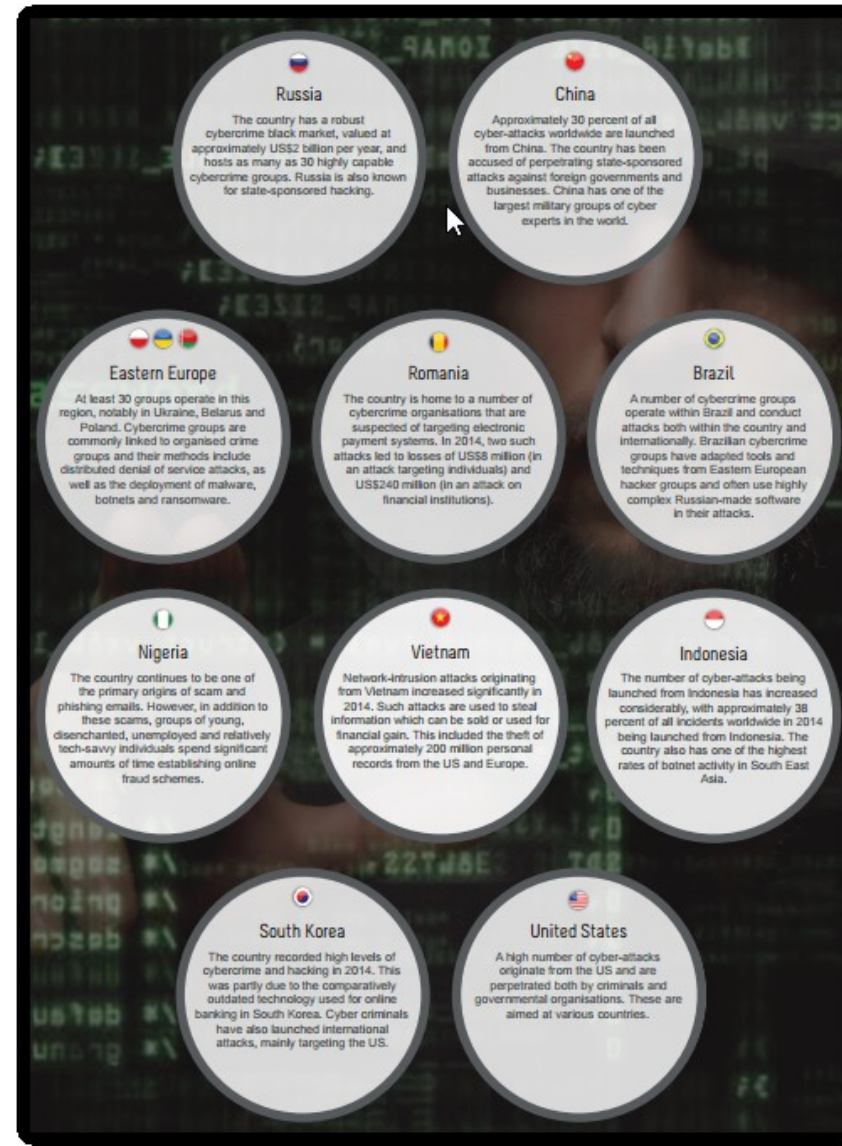 Russia
The country has a robust
cybercrime black market, valued at
approximately US$2 billion per year, and
hosts as many as 30 highly capable
cybercrime groups. Russia is also known
for state-sponsored hacking.
China
Approximately 30 percent of all
cyber-attacks worldwide are launched
from China. The country has been
accused of perpetrating state-sponsored
attacks against foreign governments and
businesses. China has one of the
largest military groups of cyber
experts in the world.
Eastern Europe
At least 30 groups operate in this
region, notably in Ukraine, Belarus and
Poland. Cybercrime groups are
commonly linked to organised crime
groups and their methods include
distributed denial of service attacks, as
well as the deployment of malware,
botnets and ransomware.
Romania
The country is home to a number of
cybercrime organisations that are
suspected of targeting electronic
payment systems. In 2014, two such
attacks led to losses of US$8 million (in
an attack targeting individuals) and
US$240 million (in an attack on
financial institutions).
Brazil
A number of cybercrime groups
operate within Brazil and conduct
attacks both within the country and
internationally. Brazilian cybercrime
groups have adapted tools and
techniques from Eastern European
hacker groups and often use highly
complex Russian-made software
in their attacks.
Nigeria
The country continues to be one of
the primary origins of scam and
phishing emails. However, in addition to
these scams, groups of young,
disenchanted, unemployed and relatively
tech-savvy individuals spend significant
amounts of time establishing online
fraud schemes.
Vietnam
Network-intrusion attacks originating
from Vietnam increased significantly in
2014. Such attacks are used to steal
information which can be sold or used for
financial gain. This included the theft of
approximately 200 million personal
records from the US and Europe.
Indonesia
The number of cyber-attacks being
launched from Indonesia has increased
considerably, with approximately 38
percent of all incidents worldwide in 2014
being launched from Indonesia. The
country also has one of the highest
rates of botnet activity in South East
Asia.
South Korea
The country recorded high levels of
cybercrime and hacking in 2014. This
was partly due to the comparatively
outdated technology used for online
banking in South Korea. Cyber criminals
have also launched international
attacks, mainly targeting the US.
United States
A high number of cyber-attacks
originate from the US and are
perpetrated both by criminals and
governmental organisations. These are
aimed at various countries.